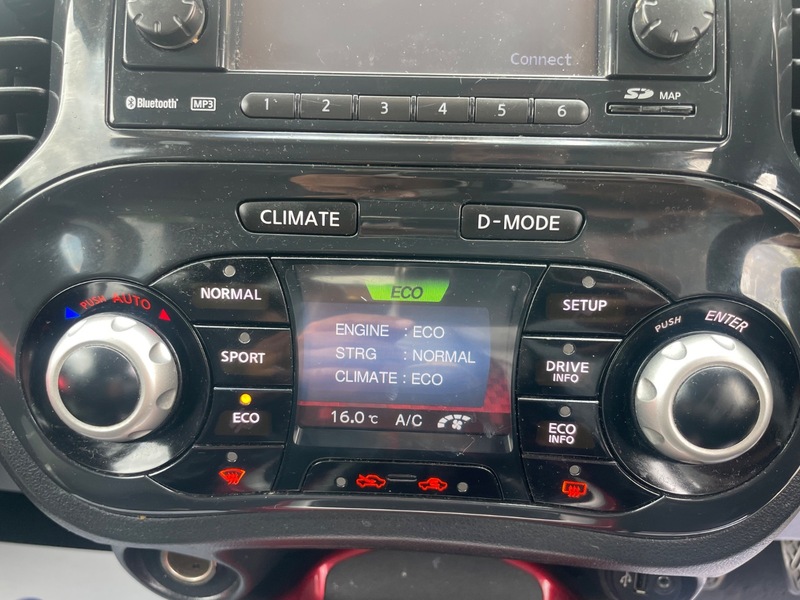 Connect
Bluetooth MP3 1 2 3 4 5 6 SD MAP
CLIMATE D-MODE
PUSH AUTO
NORMAL
SPORT
ECO
ECO
ENGINE : ECO
STRG : NORMAL
CLIMATE : ECO
16.0℃ A/C
SETUP
DRIVE
INFO
ECO
INFO
PUSH ENTER